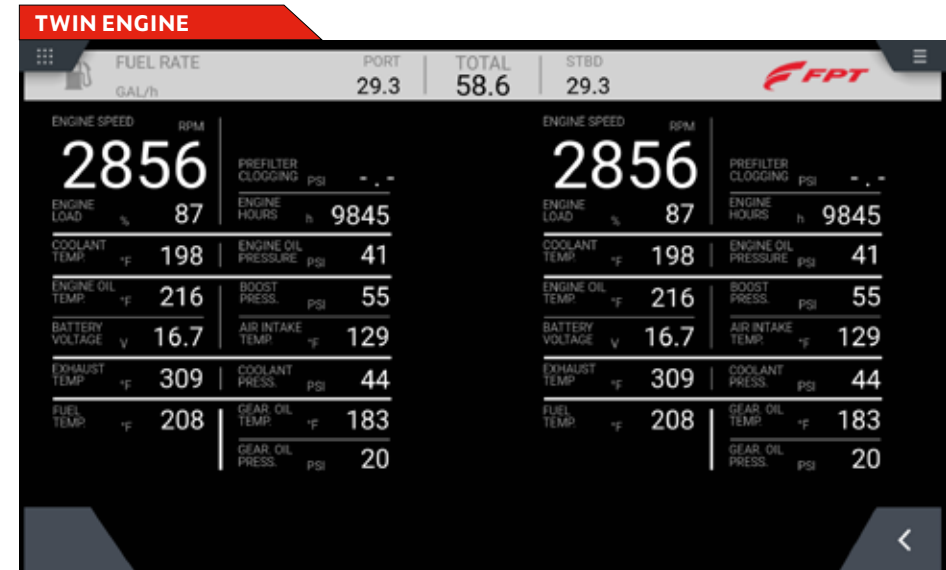 TWIN ENGINE
FUEL RATE PORT TOTAL STBD
GAL/h 29.3 58.6 29.3
FPT
ENGINE SPEED RPM
2856
PREFILTER
CLOGGING PSI -.-
ENGINE
LOAD % 87
ENGINE
HOURS h 9845
COOLANT
TEMP. °F 198
ENGINE OIL
PRESSURE PSI 41
ENGINE OIL
TEMP. °F 216
BOOST
PRESS. PSI 55
BATTERY
VOLTAGE V 16.7
AIR INTAKE
TEMP. °F 129
EXHAUST
TEMP °F 309
COOLANT
PRESS. PSI 44
FUEL
TEMP. °F 208
GEAR. OIL
TEMP. °F 183
GEAR. OIL
PRESS. PSI 20
ENGINE SPEED RPM
2856
PREFILTER
CLOGGING PSI -.-
ENGINE
LOAD % 87
ENGINE
HOURS h 9845
COOLANT
TEMP. °F 198
ENGINE OIL
PRESSURE PSI 41
ENGINE OIL
TEMP. °F 216
BOOST
PRESS. PSI 55
BATTERY
VOLTAGE V 16.7
AIR INTAKE
TEMP. °F 129
EXHAUST
TEMP °F 309
COOLANT
PRESS. PSI 44
FUEL
TEMP. °F 208
GEAR. OIL
TEMP. °F 183
GEAR. OIL
PRESS. PSI 20